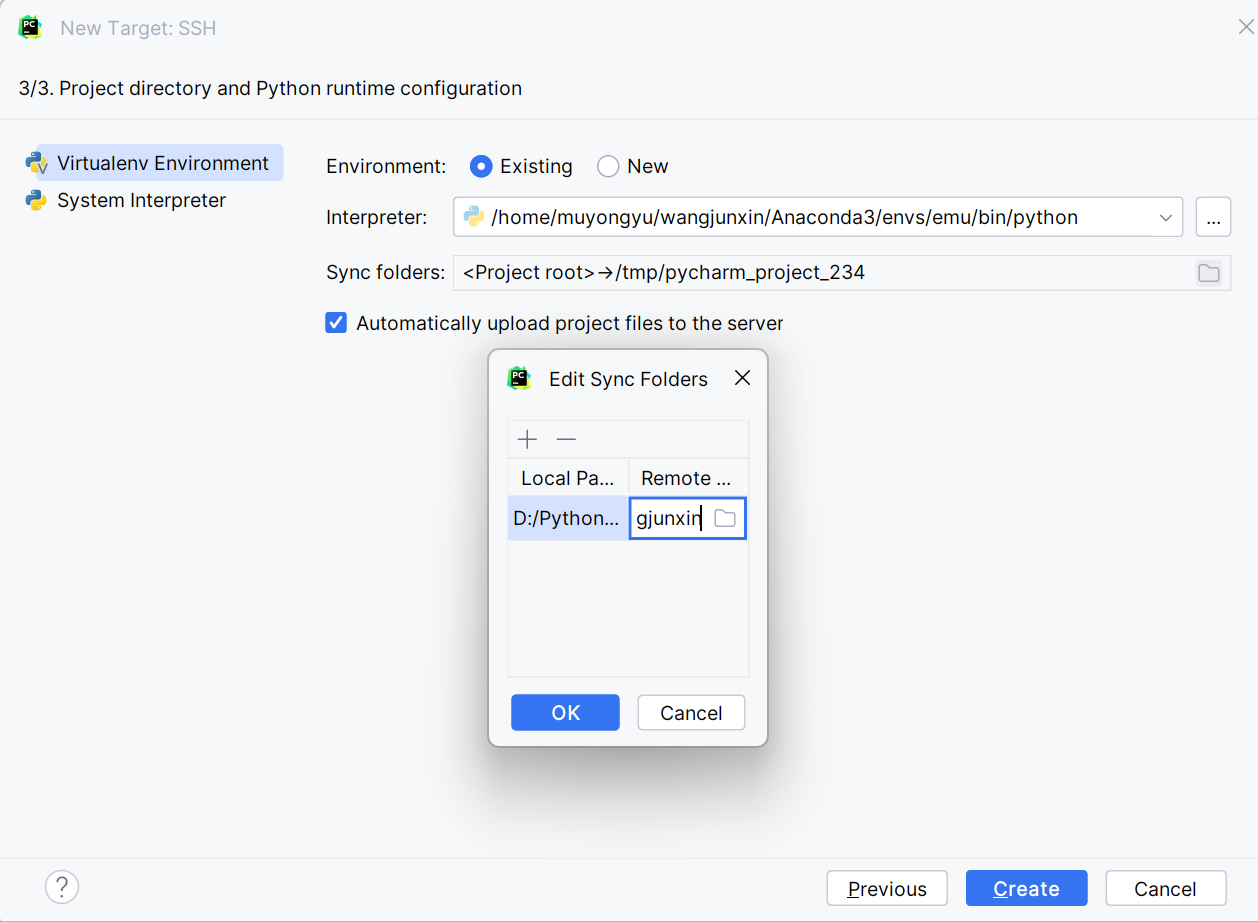 New Target: SSH
3/3. Project directory and Python runtime configuration
Virtualenv Environment
System Interpreter
Environment: Existing New
Interpreter: /home/muyongyu/wangjunxin/Anaconda3/envs/emu/bin/python ...
Sync folders: <Project root>→/tmp/pycharm_project_234
Automatically upload project files to the server
PC Edit Sync Folders
Local Pa... Remote ...
D:/Python... gjunxin
OK Cancel
? Previous Create Cancel